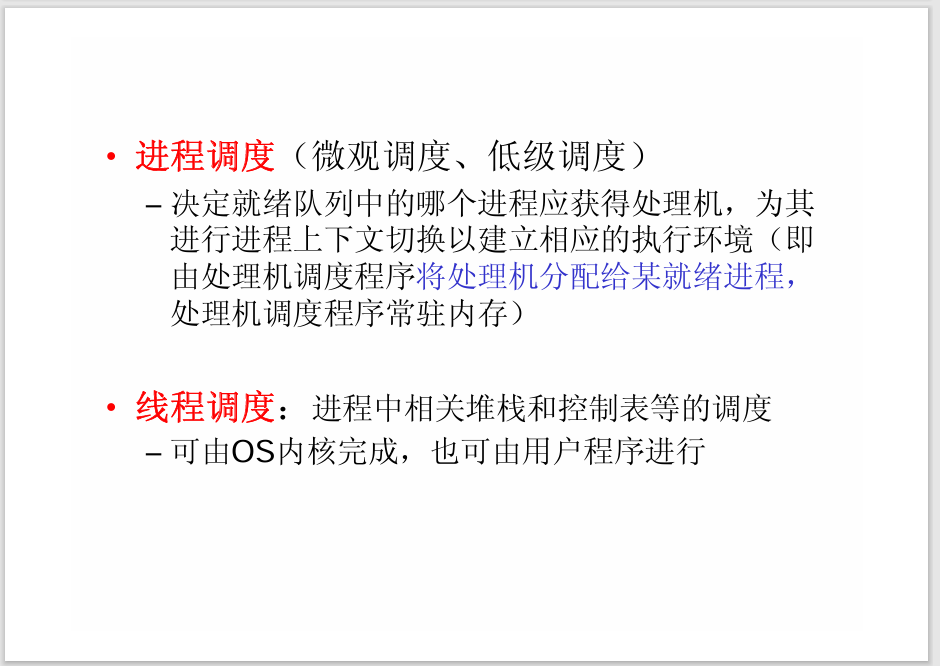 • 进程调度（微观调度、低级调度）
– 决定就绪队列中的哪个进程应获得处理机，为其
进行进程上下文切换以建立相应的执行环境（即
由处理机调度程序将处理机分配给某就绪进程，
处理机调度程序常驻内存）
• 线程调度：进程中相关堆栈和控制表等的调度
– 可由OS内核完成，也可由用户程序进行